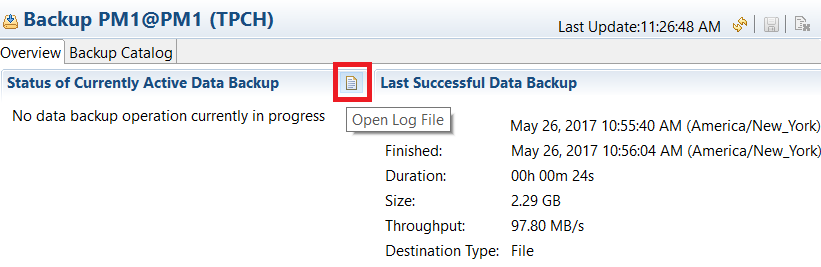 Backup PM1@PM1 (TPCH)
Last Update:11:26:48 AM
Overview
Backup Catalog
Status of Currently Active Data Backup
Last Successful Data Backup
No data backup operation currently in progress
Open Log File
May 26, 2017 10:55:40 AM (America/New_York)
Finished: May 26, 2017 10:56:04 AM (America/New_York)
Duration: 00h 00m 24s
Size: 2.29 GB
Throughput: 97.80 MB/s
Destination Type: File